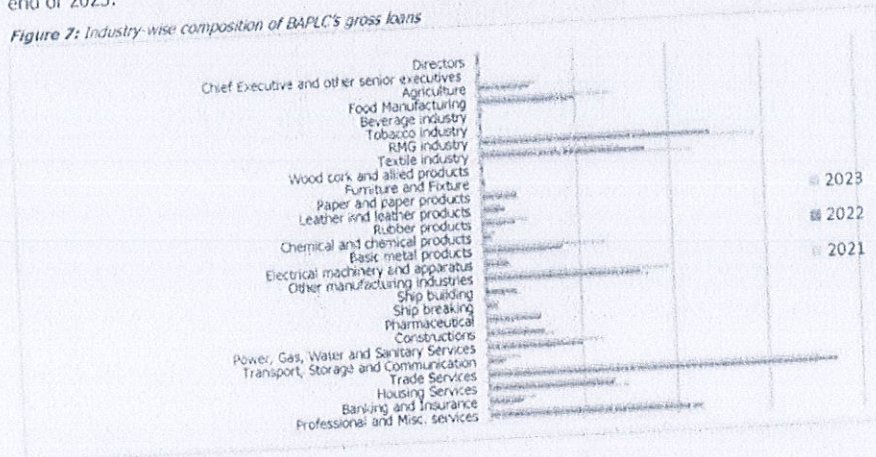 end of 2023.
Figure 7: Industry-wise composition of BAPLC's gross loans
Directors
Chief Executive and other senior executives
Agriculture
Food Manufacturing
Beverage industry
Tobacco industry
RMG industry
Textile industry
Wood cork and allied products
Furniture and Fixture
Paper and paper products
Leather and leather products
Rubber products
Chemical and chemical products
Basic metal products
Electrical machinery and apparatus
Other manufacturing industries
Ship building
Ship breaking
Pharmaceutical
Constructions
Power, Gas, Water and Sanitary Services
Transport, Storage and Communication
Trade Services
Housing Services
Banking and Insurance
Professional and Misc. services
2023
2022
2021